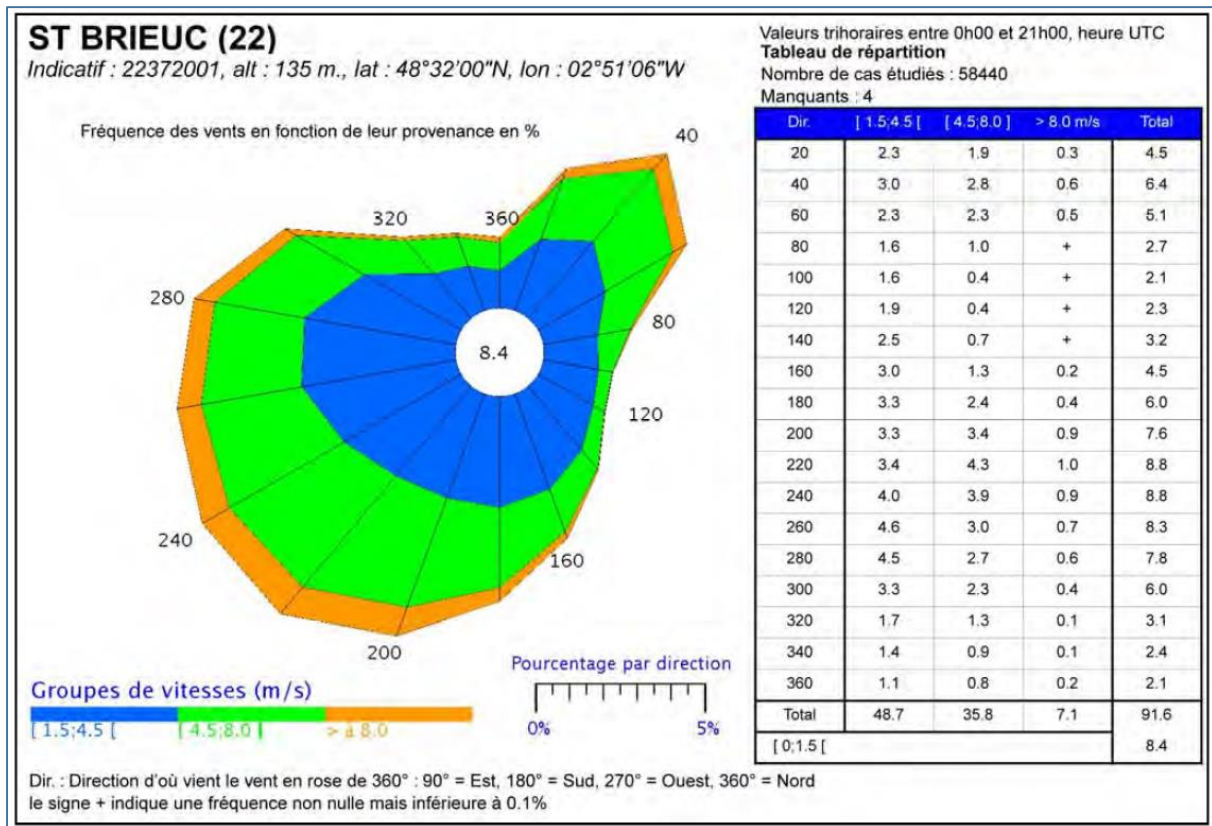 ST BRIEUC (22)
Indicatif : 22372001, alt : 135 m., lat : 48°32'00"N, lon : 02°51'06"W
Fréquence des vents en fonction de leur provenance en %
40
320
360
280
80
8.4
120
240
160
200
Groupes de vitesses (m/s)
[ 1.5;4.5 [
[ 4.5;8.0 ]
> à 8.0
Pourcentage par direction
0%
5%
Valeurs trihoraires entre 0h00 et 21h00, heure UTC
Tableau de répartition
Nombre de cas étudiés : 58440
Manquants : 4
Dir. [ 1.5;4.5 [ [ 4.5;8.0 ] > 8.0 m/s Total
20 2.3 1.9 0.3 4.5
40 3.0 2.8 0.6 6.4
60 2.3 2.3 0.5 5.1
80 1.6 1.0 + 2.7
100 1.6 0.4 + 2.1
120 1.9 0.4 + 2.3
140 2.5 0.7 + 3.2
160 3.0 1.3 0.2 4.5
180 3.3 2.4 0.4 6.0
200 3.3 3.4 0.9 7.6
220 3.4 4.3 1.0 8.8
240 4.0 3.9 0.9 8.8
260 4.6 3.0 0.7 8.3
280 4.5 2.7 0.6 7.8
300 3.3 2.3 0.4 6.0
320 1.7 1.3 0.1 3.1
340 1.4 0.9 0.1 2.4
360 1.1 0.8 0.2 2.1
Total 48.7 35.8 7.1 91.6
[ 0;1.5 [ 8.4
Dir. : Direction d'où vient le vent en rose de 360° : 90° = Est, 180° = Sud, 270° = Ouest, 360° = Nord
le signe + indique une fréquence non nulle mais inférieure à 0.1%